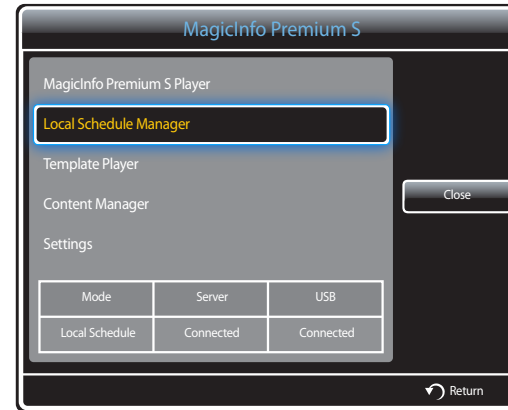 MagicInfo Premium S
MagicInfo Premium S Player
Local Schedule Manager
Template Player
Content Manager
Settings
Close
Mode Server USB
Local Schedule Connected Connected
Return